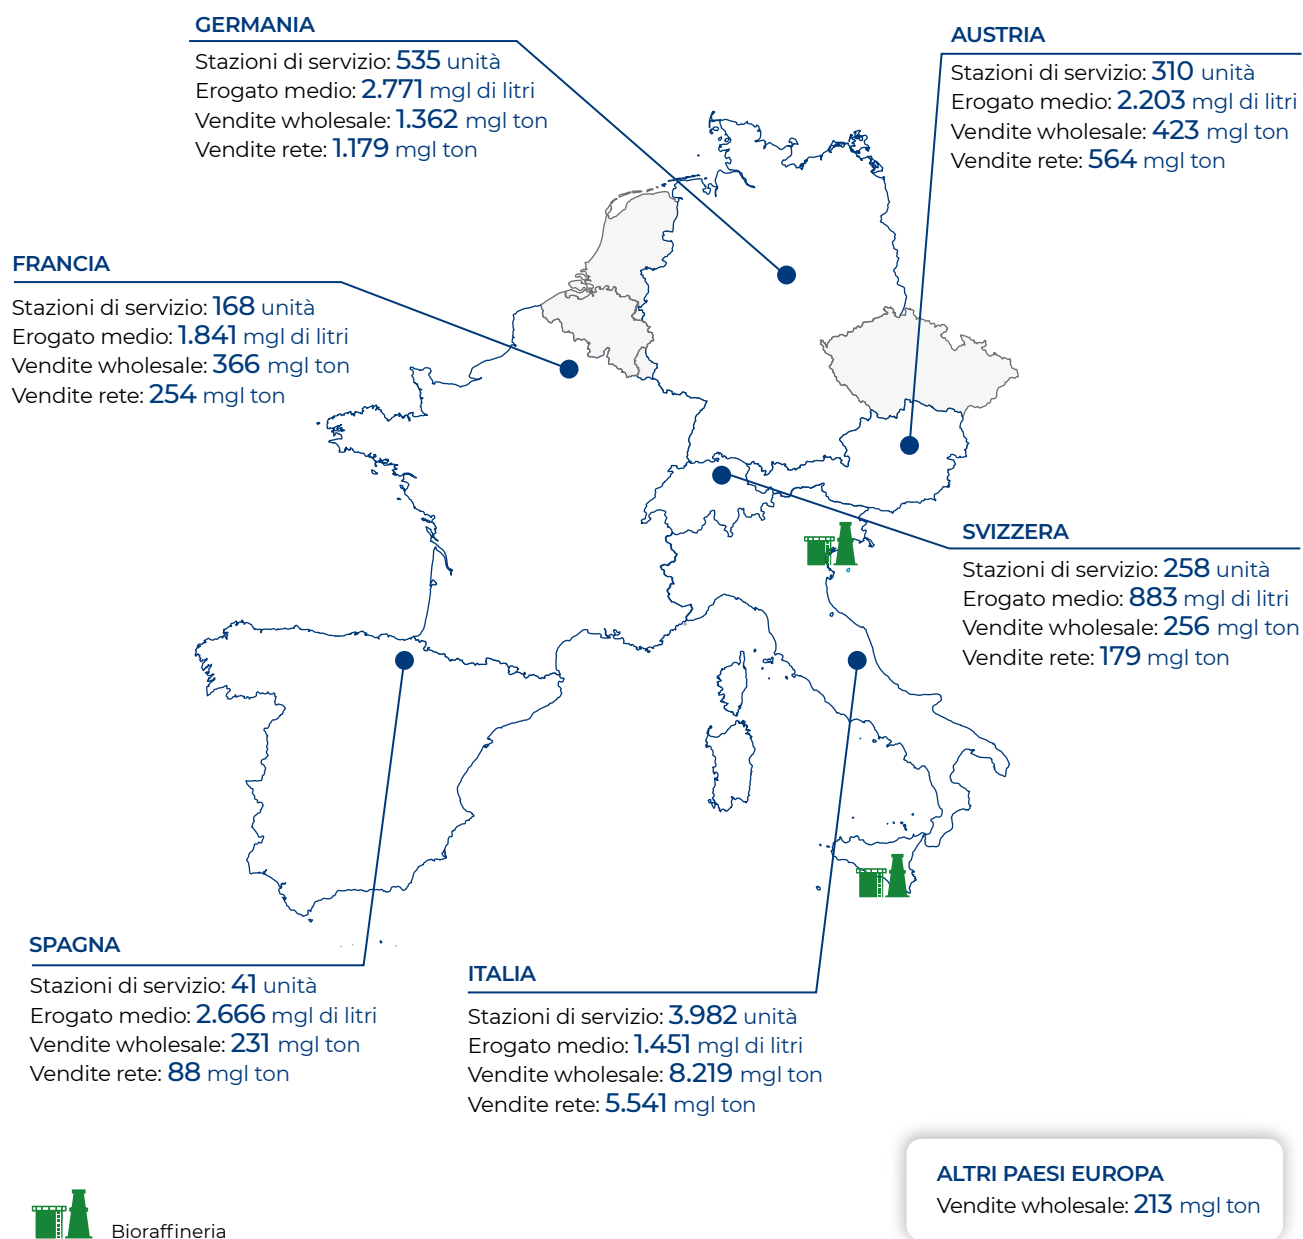 GERMANIA
Stazioni di servizio: 535 unità
Erogato medio: 2.771 mgl di litri
Vendite wholesale: 1.362 mgl ton
Vendite rete: 1.179 mgl ton
AUSTRIA
Stazioni di servizio: 310 unità
Erogato medio: 2.203 mgl di litri
Vendite wholesale: 423 mgl ton
Vendite rete: 564 mgl ton
FRANCIA
Stazioni di servizio: 168 unità
Erogato medio: 1.841 mgl di litri
Vendite wholesale: 366 mgl ton
Vendite rete: 254 mgl ton
SVIZZERA
Stazioni di servizio: 258 unità
Erogato medio: 883 mgl di litri
Vendite wholesale: 256 mgl ton
Vendite rete: 179 mgl ton
SPAGNA
Stazioni di servizio: 41 unità
Erogato medio: 2.666 mgl di litri
Vendite wholesale: 231 mgl ton
Vendite rete: 88 mgl ton
ITALIA
Stazioni di servizio: 3.982 unità
Erogato medio: 1.451 mgl di litri
Vendite wholesale: 8.219 mgl ton
Vendite rete: 5.541 mgl ton
ALTRI PAESI EUROPA
Vendite wholesale: 213 mgl ton
Bioraffineria